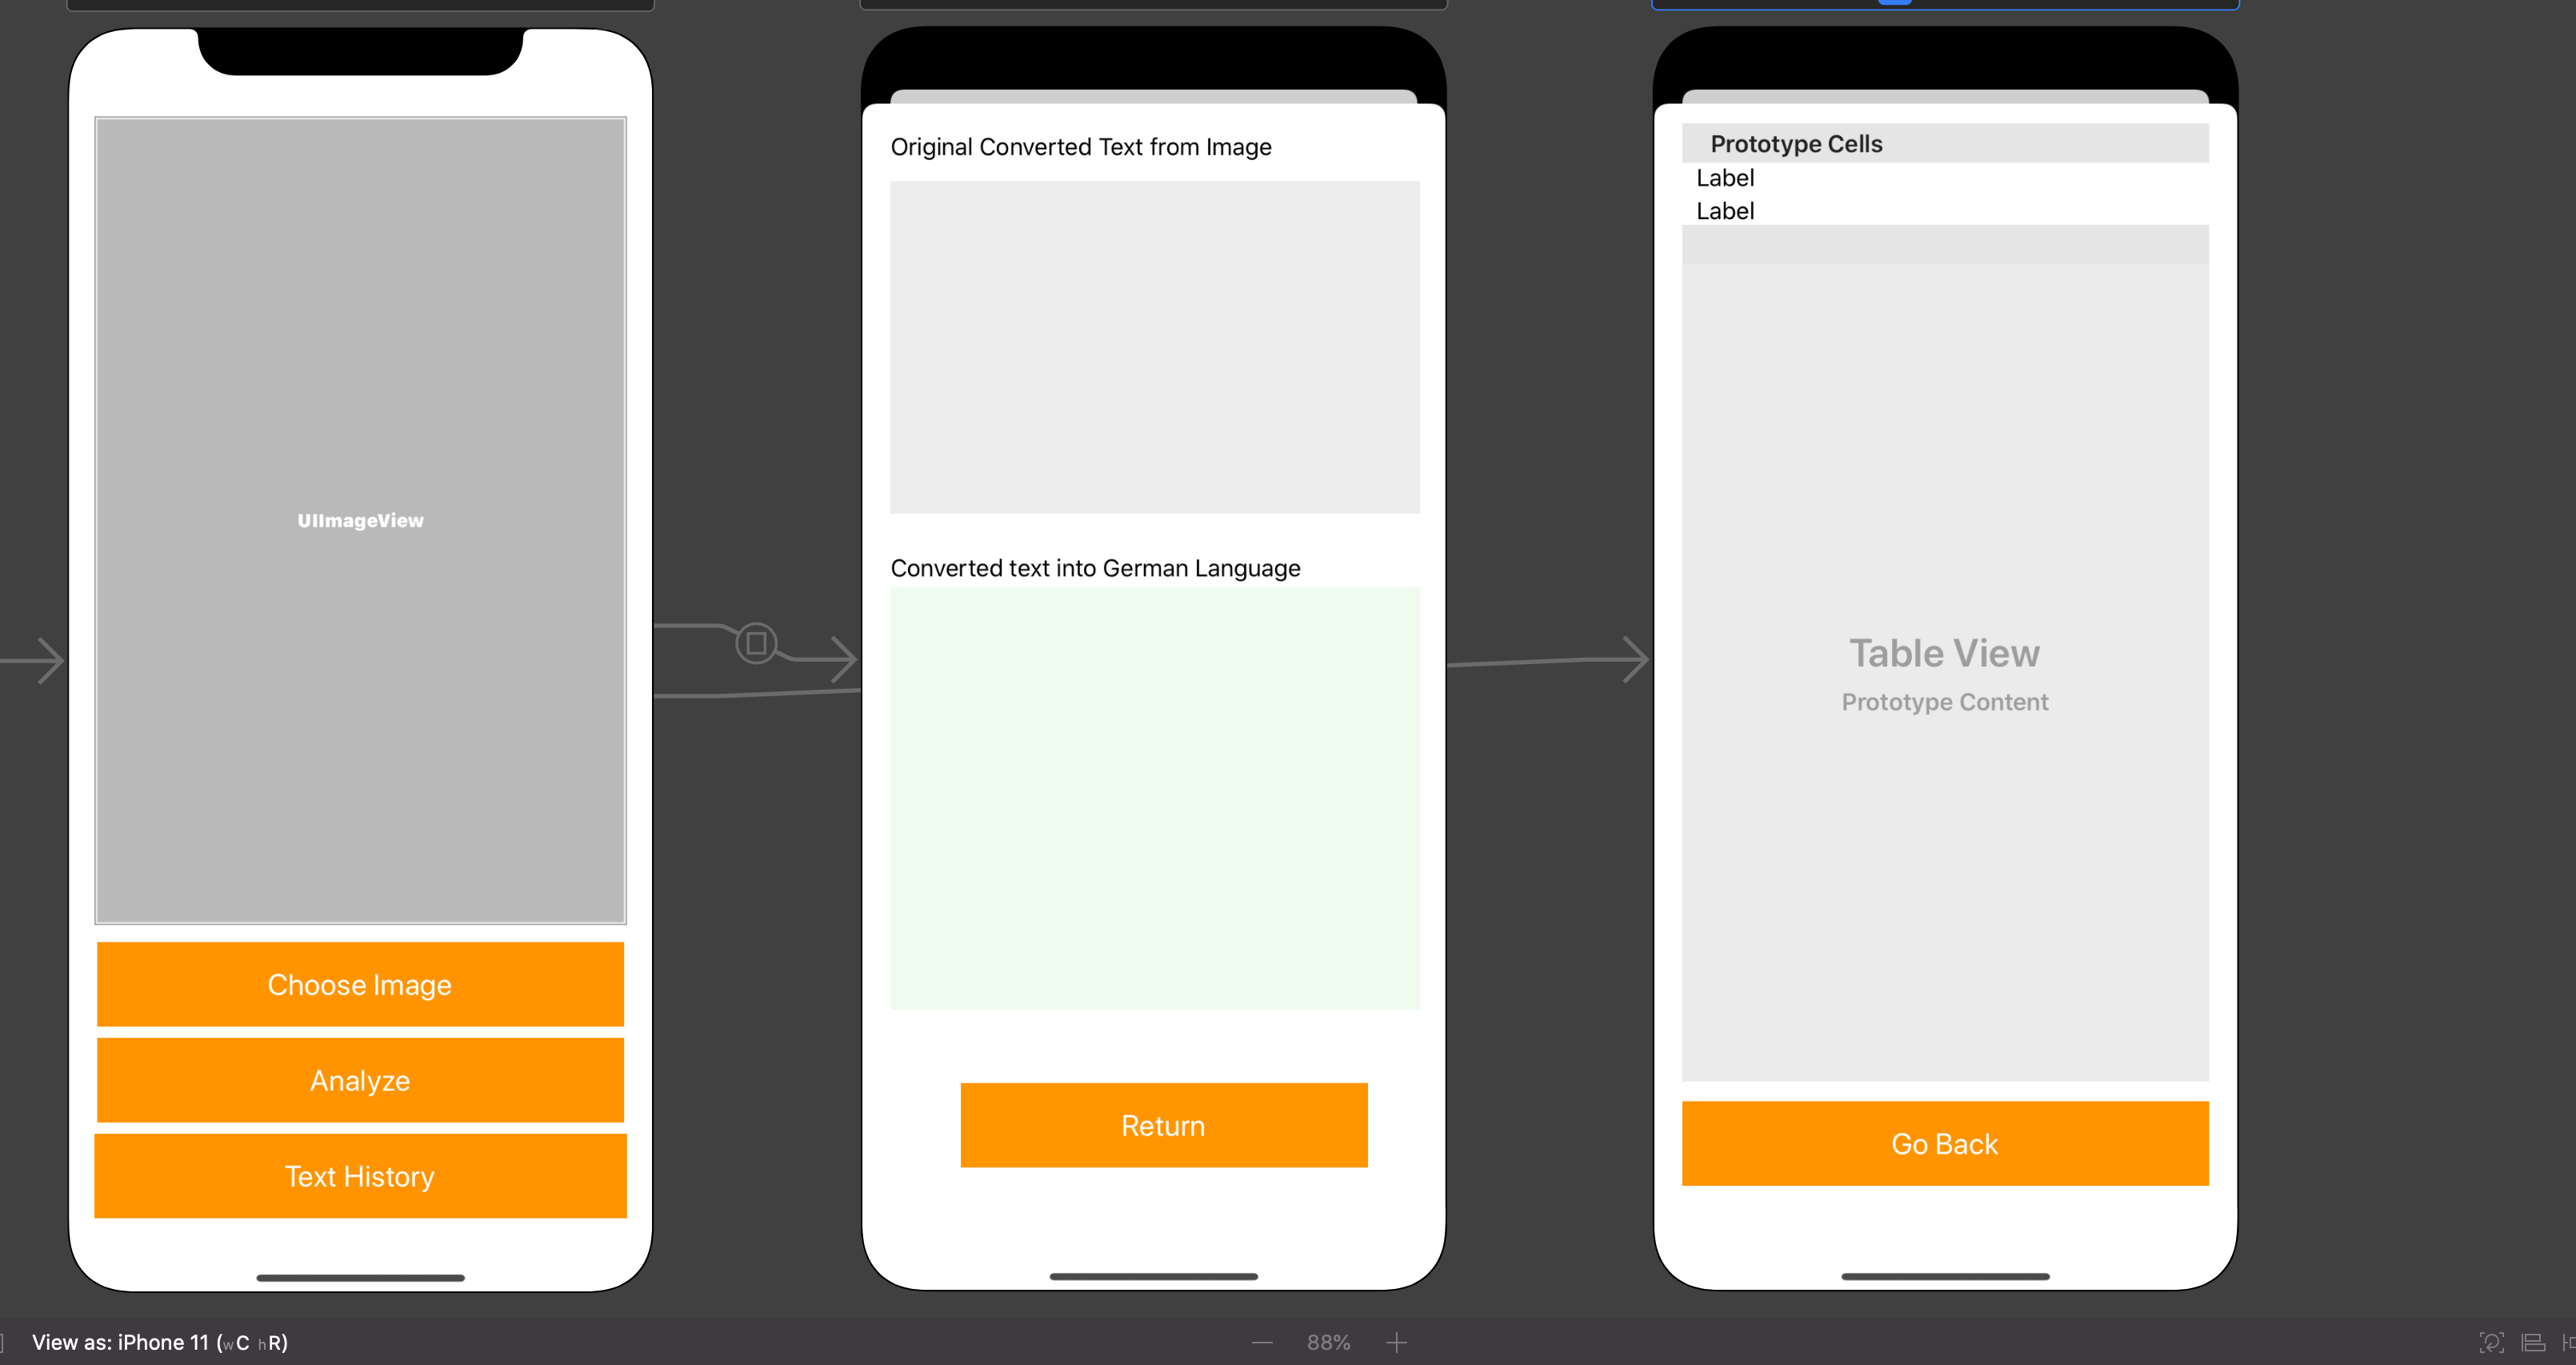 UIImageView
Choose Image
Analyze
Text History
Original Converted Text from Image
Converted text into German Language
Return
Prototype Cells
Label
Label
Table View
Prototype Content
Go Back
View as: iPhone 11 (wC hR)
88%